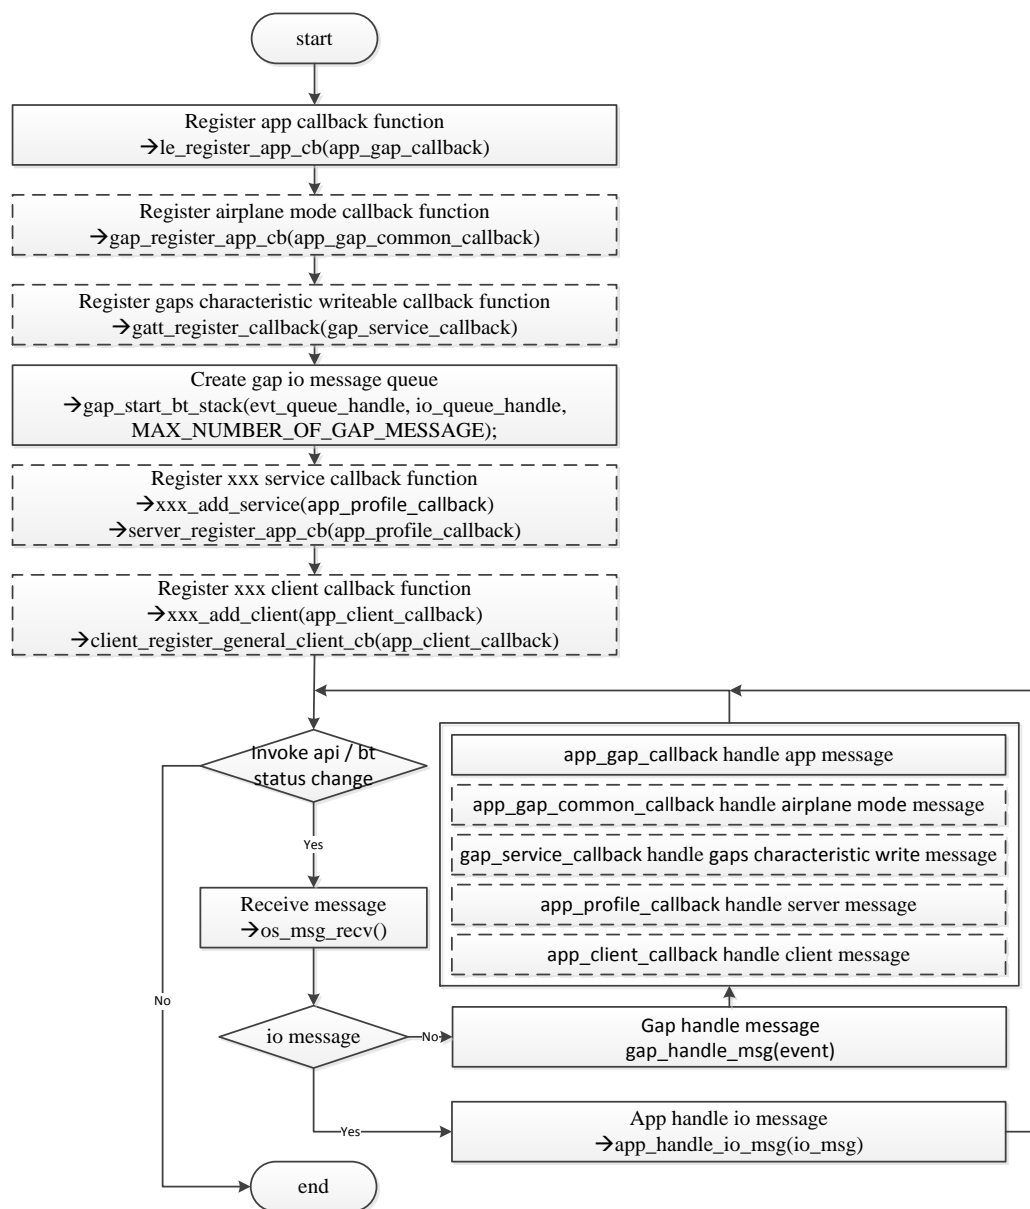 start
Register app callback function
→le_register_app_cb(app_gap_callback)
Register airplane mode callback function
→gap_register_app_cb(app_gap_common_callback)
Register gaps characteristic writeable callback function
→gatt_register_callback(gap_service_callback)
Create gap io message queue
→gap_start_bt_stack(evt_queue_handle, io_queue_handle,
MAX_NUMBER_OF_GAP_MESSAGE);
Register xxx service callback function
→xxx_add_service(app_profile_callback)
→server_register_app_cb(app_profile_callback)
Register xxx client callback function
→xxx_add_client(app_client_callback)
→client_register_general_client_cb(app_client_callback)
Invoke api / bt
status change
app_gap_callback handle app message
app_gap_common_callback handle airplane mode message
gap_service_callback handle gaps characteristic write message
app_profile_callback handle server message
app_client_callback handle client message
Yes
Receive message
→os_msg_recv()
No
io message
No
Gap handle message
gap_handle_msg(event)
Yes
App handle io message
→app_handle_io_msg(io_msg)
end